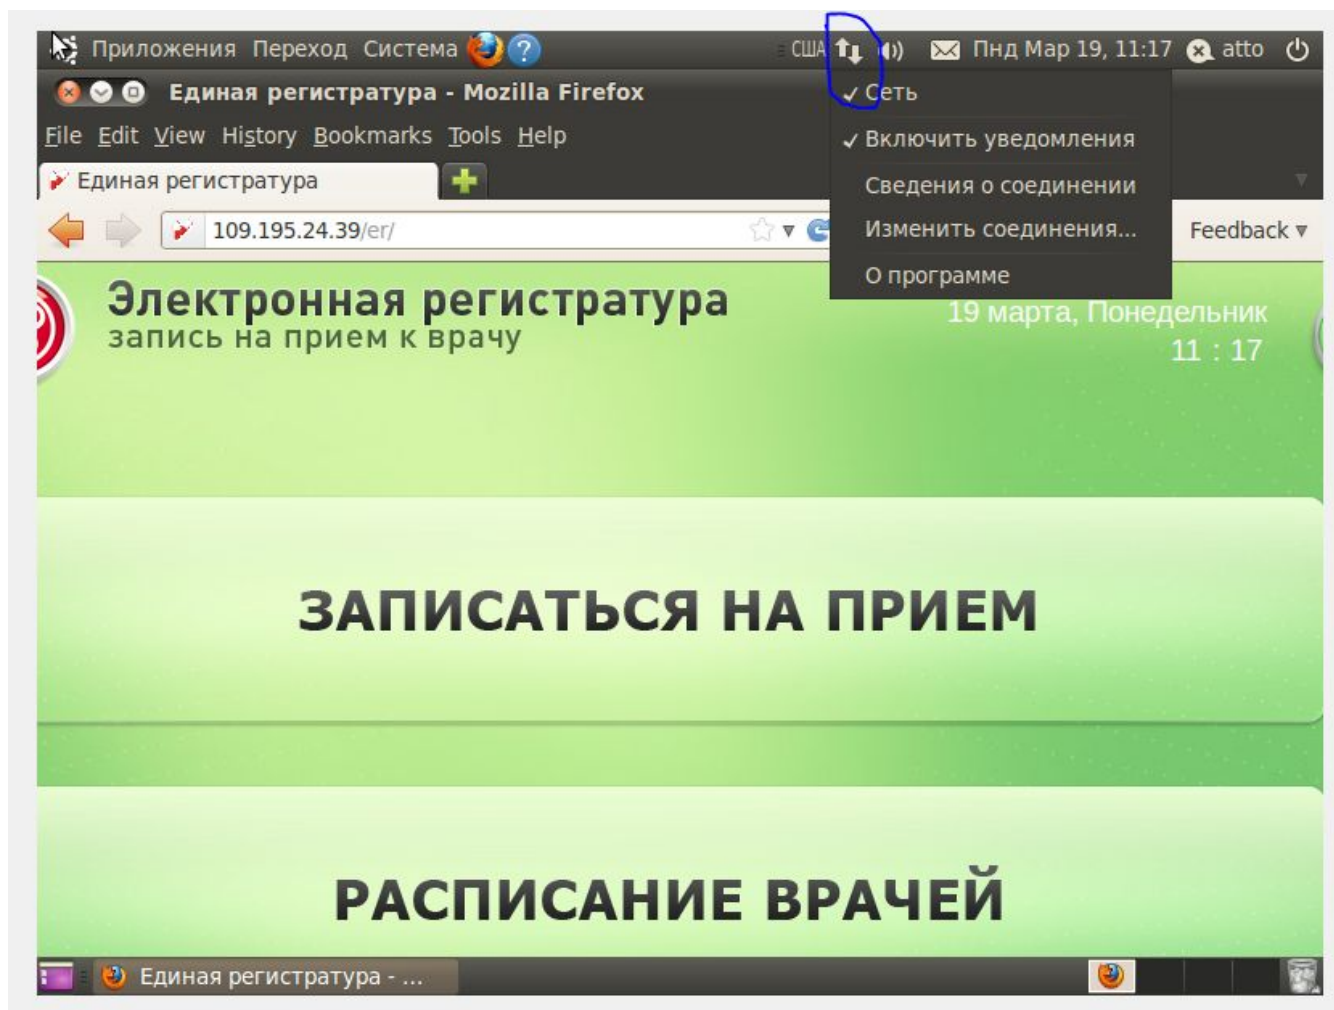 Приложения Переход Система США Пнд Мар 19, 11:17 atto
Единая регистратура - Mozilla Firefox
Сеть
File Edit View History Bookmarks Tools Help
Включить уведомления
Единая регистратура
Сведения о соединении
109.195.24.39/er/
Изменить соединения...
Feedback
О программе
Электронная регистратура
запись на прием к врачу
19 марта, Понедельник
11 : 17
ЗАПИСАТЬСЯ НА ПРИЕМ
РАСПИСАНИЕ ВРАЧЕЙ
Единая регистратура - ...